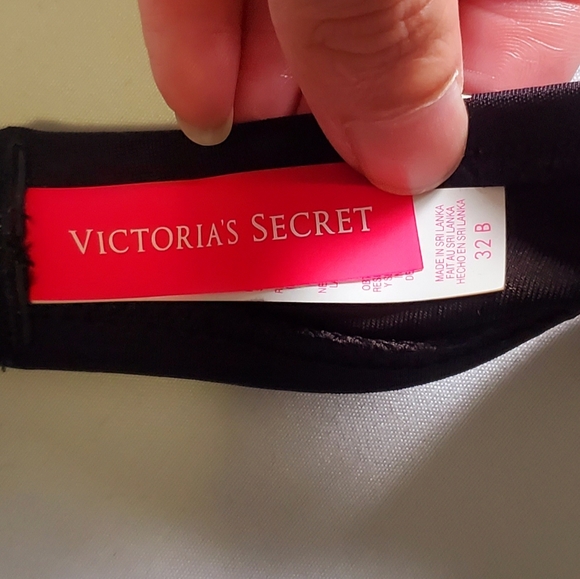 VICTORIA'S SECRET
MADE IN SRI LANKA
FAIT AU SRI LANKA
HECHO EN SRI LANKA
32 B